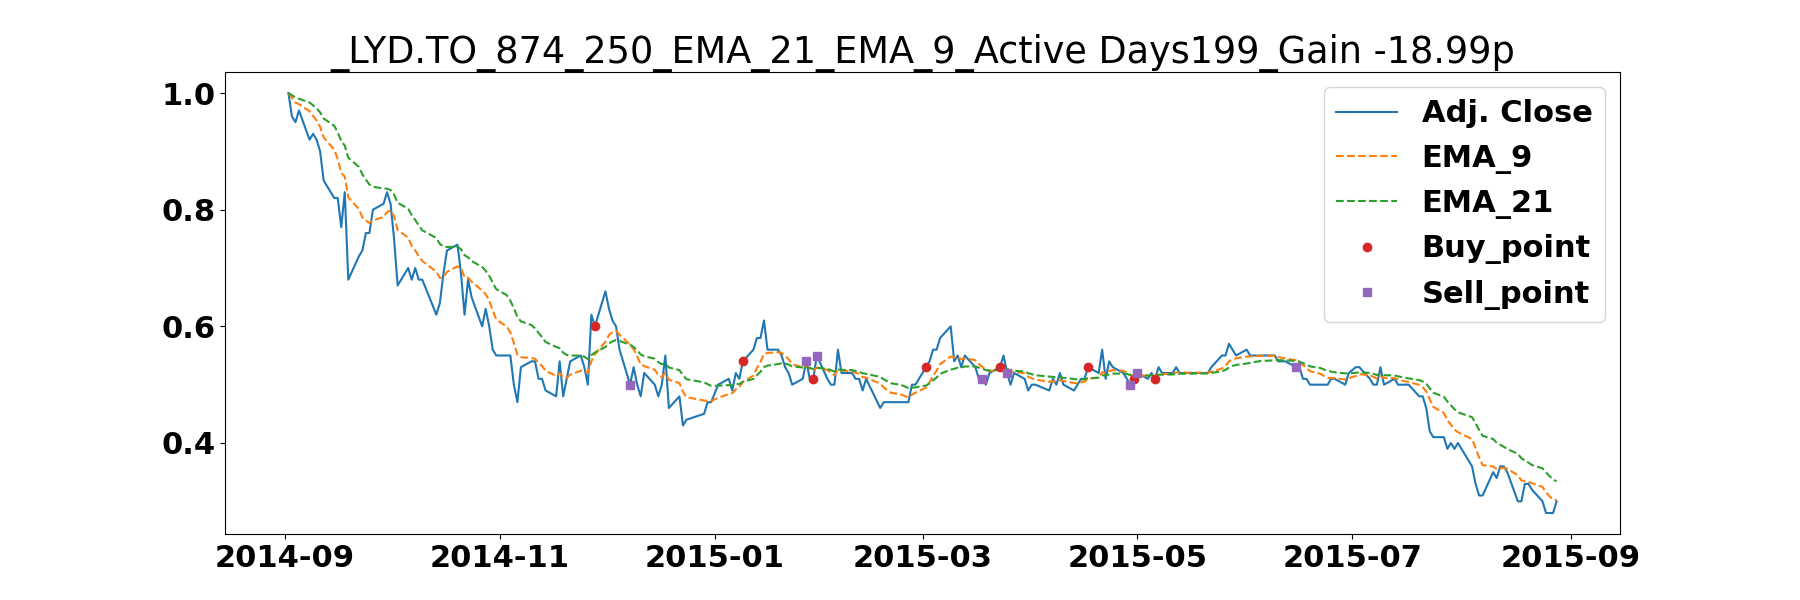 _LYD.TO_874_250_EMA_21_EMA_9_Active Days199_Gain -18.99p
1.0
0.8
0.6
0.4
Adj. Close
EMA_9
EMA_21
Buy_point
Sell_point
2014-09 2014-11 2015-01 2015-03 2015-05 2015-07 2015-09